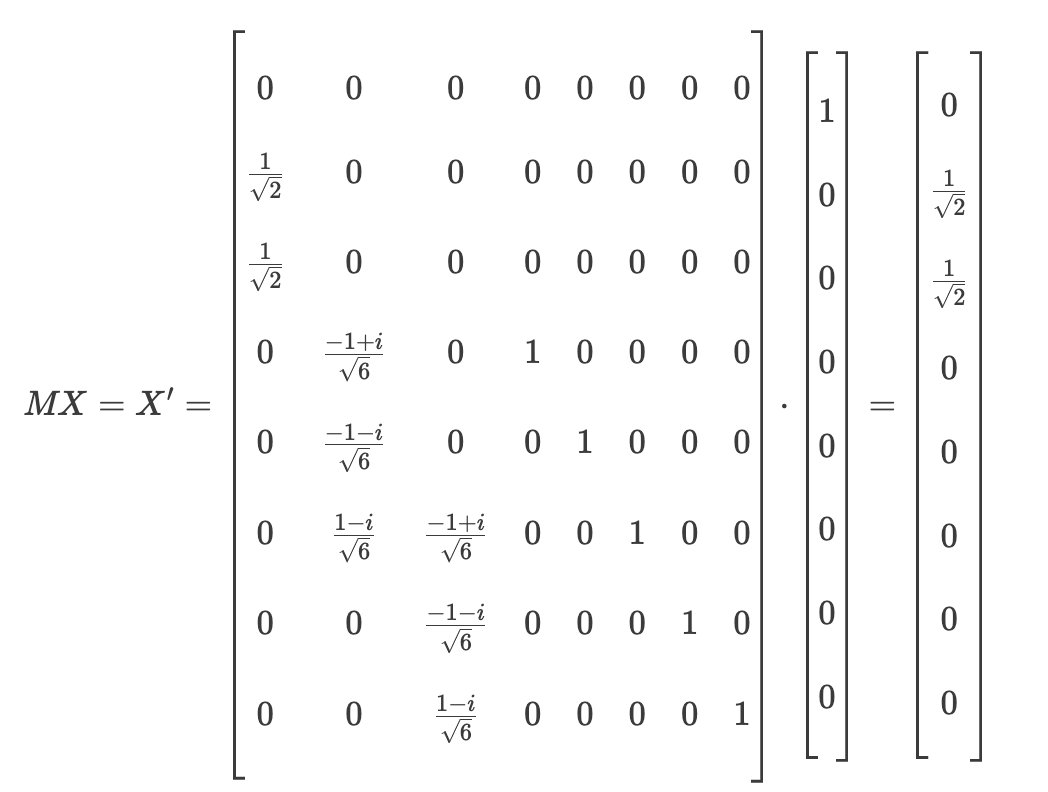 $MX = X' = \begin{bmatrix} 0 & 0 & 0 & 0 & 0 & 0 & 0 & 0 \\ \frac{1}{\sqrt{2}} & 0 & 0 & 0 & 0 & 0 & 0 & 0 \\ \frac{1}{\sqrt{2}} & 0 & 0 & 0 & 0 & 0 & 0 & 0 \\ 0 & \frac{-1+i}{\sqrt{6}} & 0 & 1 & 0 & 0 & 0 & 0 \\ 0 & \frac{-1-i}{\sqrt{6}} & 0 & 0 & 1 & 0 & 0 & 0 \\ 0 & \frac{1-i}{\sqrt{6}} & \frac{-1+i}{\sqrt{6}} & 0 & 0 & 1 & 0 & 0 \\ 0 & 0 & \frac{-1-i}{\sqrt{6}} & 0 & 0 & 0 & 1 & 0 \\ 0 & 0 & \frac{1-i}{\sqrt{6}} & 0 & 0 & 0 & 0 & 1 \end{bmatrix} \cdot \begin{bmatrix} 1 \\ 0 \\ 0 \\ 0 \\ 0 \\ 0 \\ 0 \\ 0 \end{bmatrix} = \begin{bmatrix} 0 \\ \frac{1}{\sqrt{2}} \\ \frac{1}{\sqrt{2}} \\ 0 \\ 0 \\ 0 \\ 0 \\ 0 \end{bmatrix}$